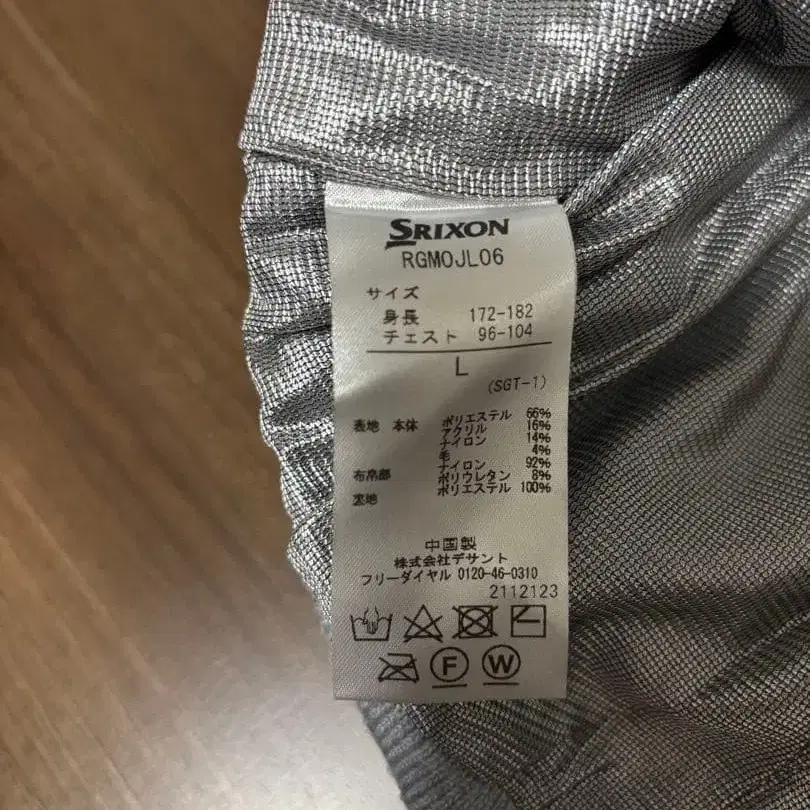 SRIXON
RGM0JL06
サイズ
身長 172-182
チェスト 96-104
L
(SGT-1)
表地 本体 ポリエステル 66%
アクリル 16%
ナイロン 14%
毛 4%
布帛部 ナイロン 92%
ポリウレタン 8%
裏地 ポリエステル 100%
中国製
株式会社デサント
フリーダイヤル 0120-46-0310
2112123
F W